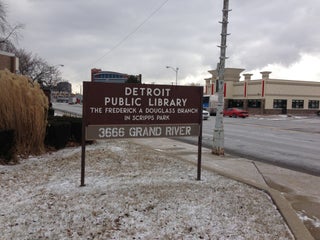 DETROIT
PUBLIC LIBRARY
THE FREDERICK A DOUGLASS BRANCH
IN SCRIPPS PARK
3666 GRAND RIVER